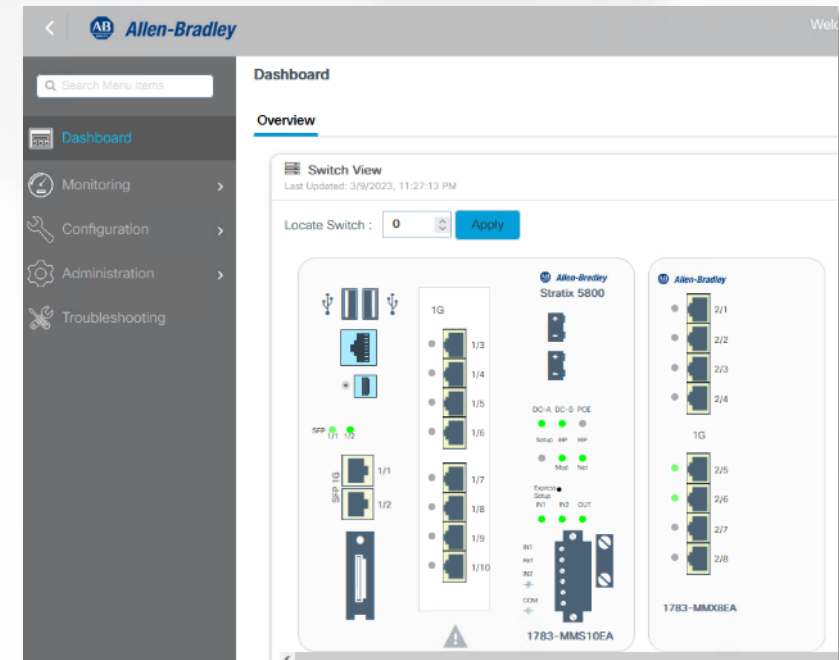 AB Allen-Bradley
Search Menu Items
Dashboard
Monitoring
Configuration
Administration
Troubleshooting
Dashboard
Overview
Switch View
Last Updated: 3/9/2023, 11:27:13 PM
Locate Switch : 0 Apply
1G
1/3
1/4
1/5
1/6
SFP 1/1 1/2
SFP 1G
1/1
1/2
1/7
1/8
1/9
1/10
AB Allen-Bradley
Stratix 5800
DC-A DC-B POE
Setup
Mod Net
Express
Setup
IN1 IN2 OUT
IN1
Ref
IN2
COM
1783-MMS10EA
AB Allen-Bradley
2/1
2/2
2/3
2/4
1G
2/5
2/6
2/7
2/8
1783-MMX8EA